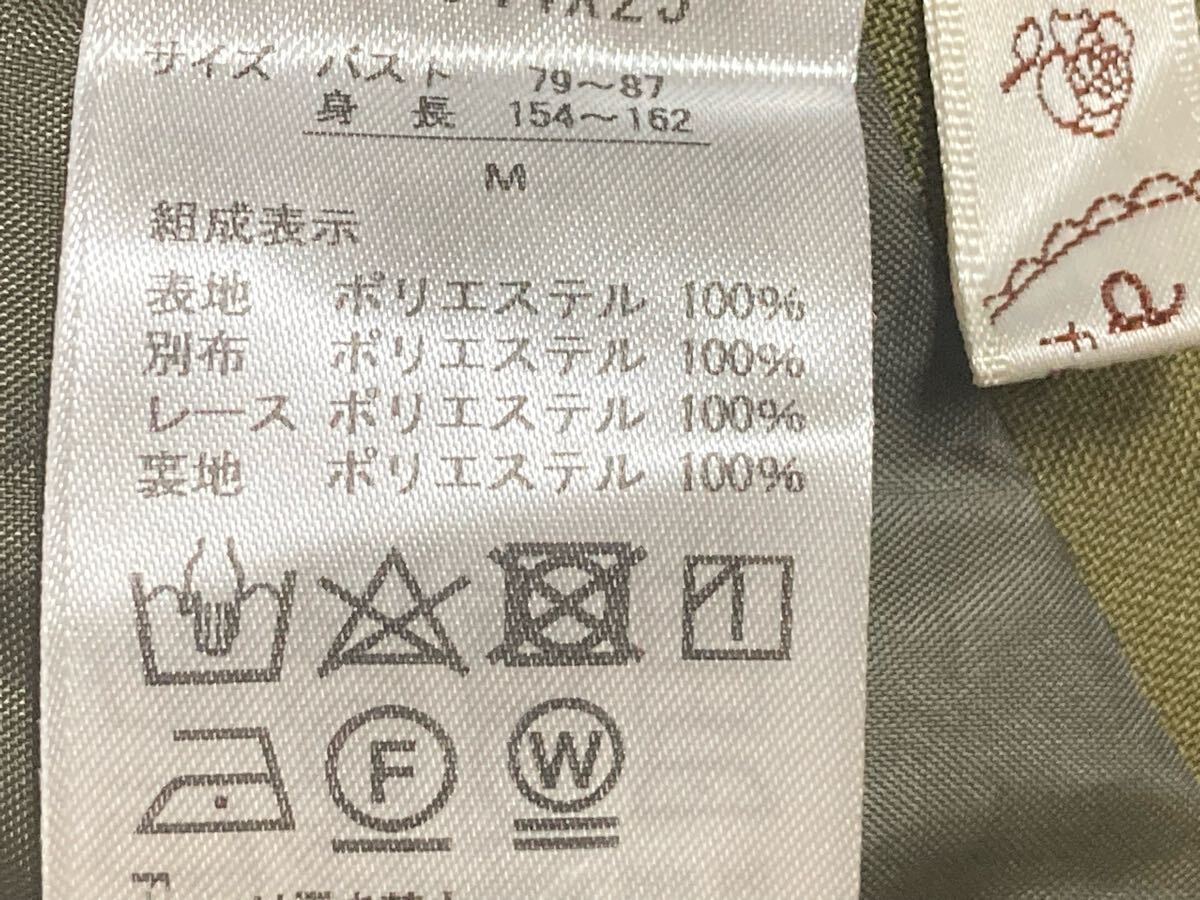 サイズ バスト 79～87
身長 154～162
M
組成表示
表地 ポリエステル 100%
別布 ポリエステル 100%
レース ポリエステル 100%
裏地 ポリエステル 100%
F
W